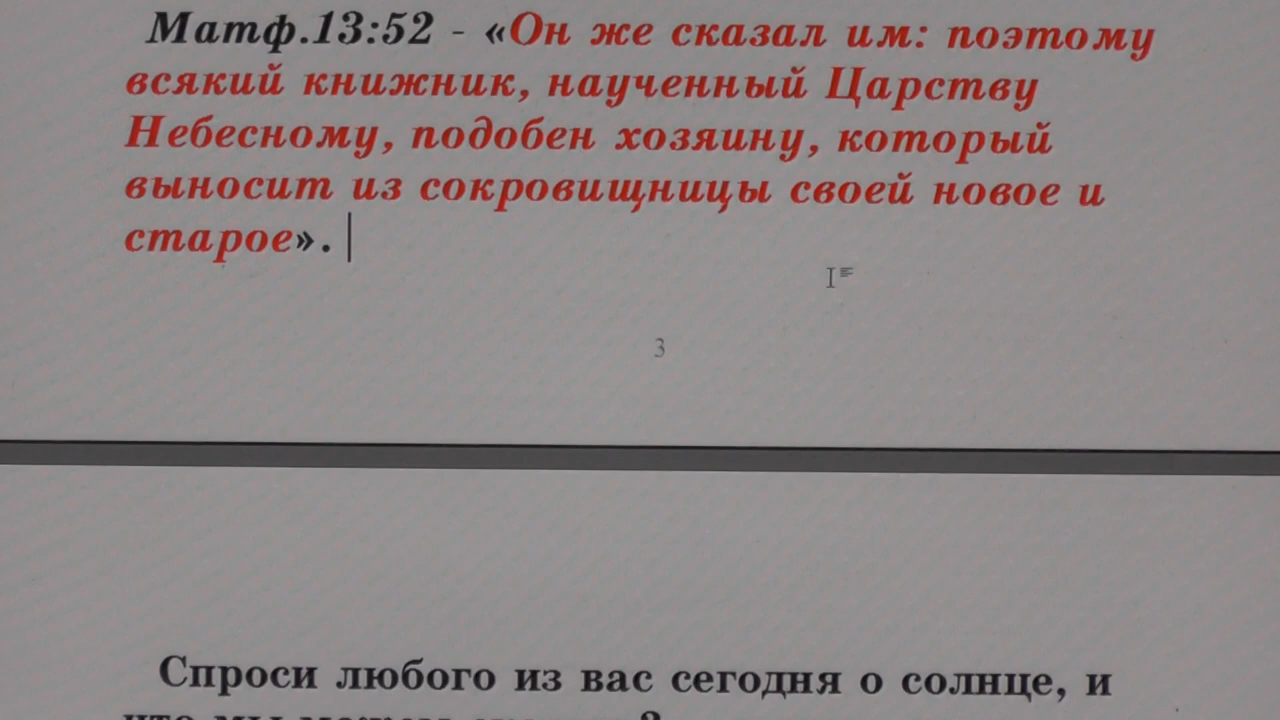 Матф.13:52 - «Он же сказал им: поэтому
всякий книжник, наученный Царству
Небесному, подобен хозяину, который
выносит из сокровищницы своей новое и
старое».
3
Спроси любого из вас сегодня о солнце, и